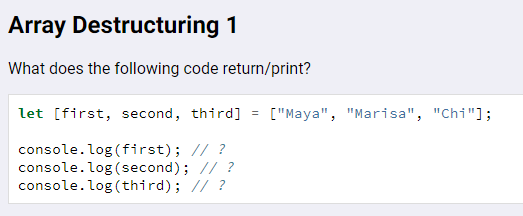 Array Destructuring 1
What does the following code return/print?
let [first, second, third] = ["Maya", "Marisa", "Chi"];
console.log(first); // ?
console.log(second); // ?
console.log(third); // ?